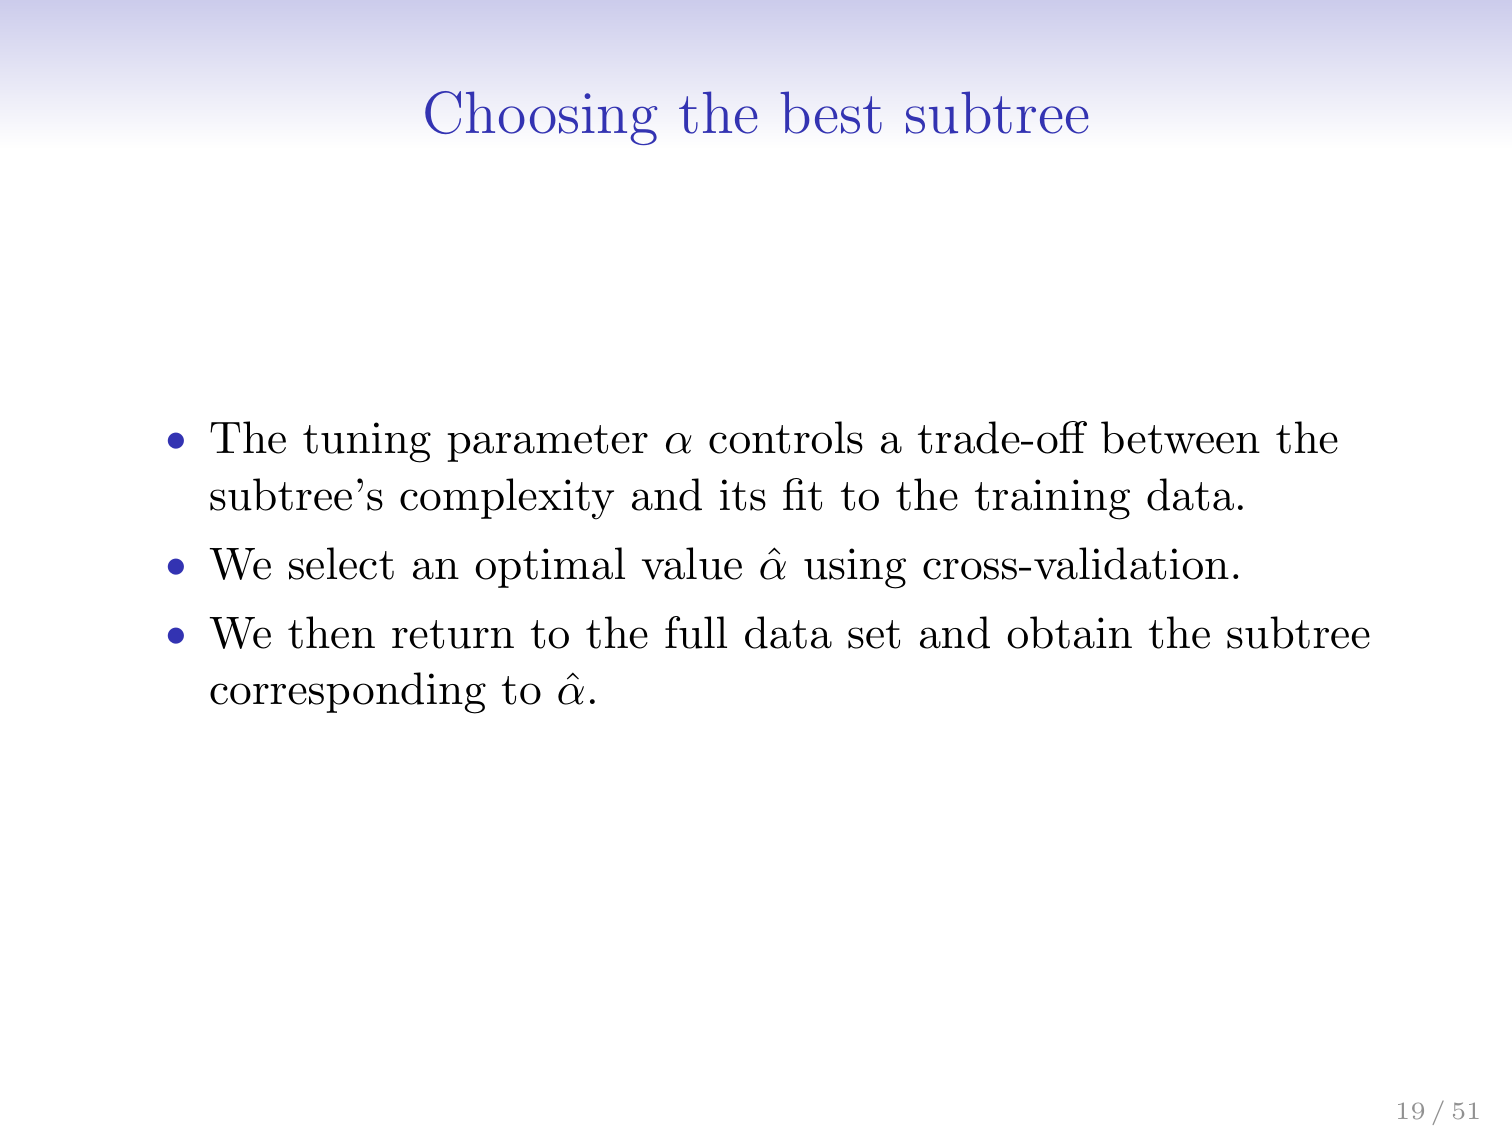 Choosing the best subtree
• The tuning parameter α controls a trade-off between the
subtree's complexity and its fit to the training data.
• We select an optimal value α̂ using cross-validation.
• We then return to the full data set and obtain the subtree
corresponding to α̂.
19 / 51